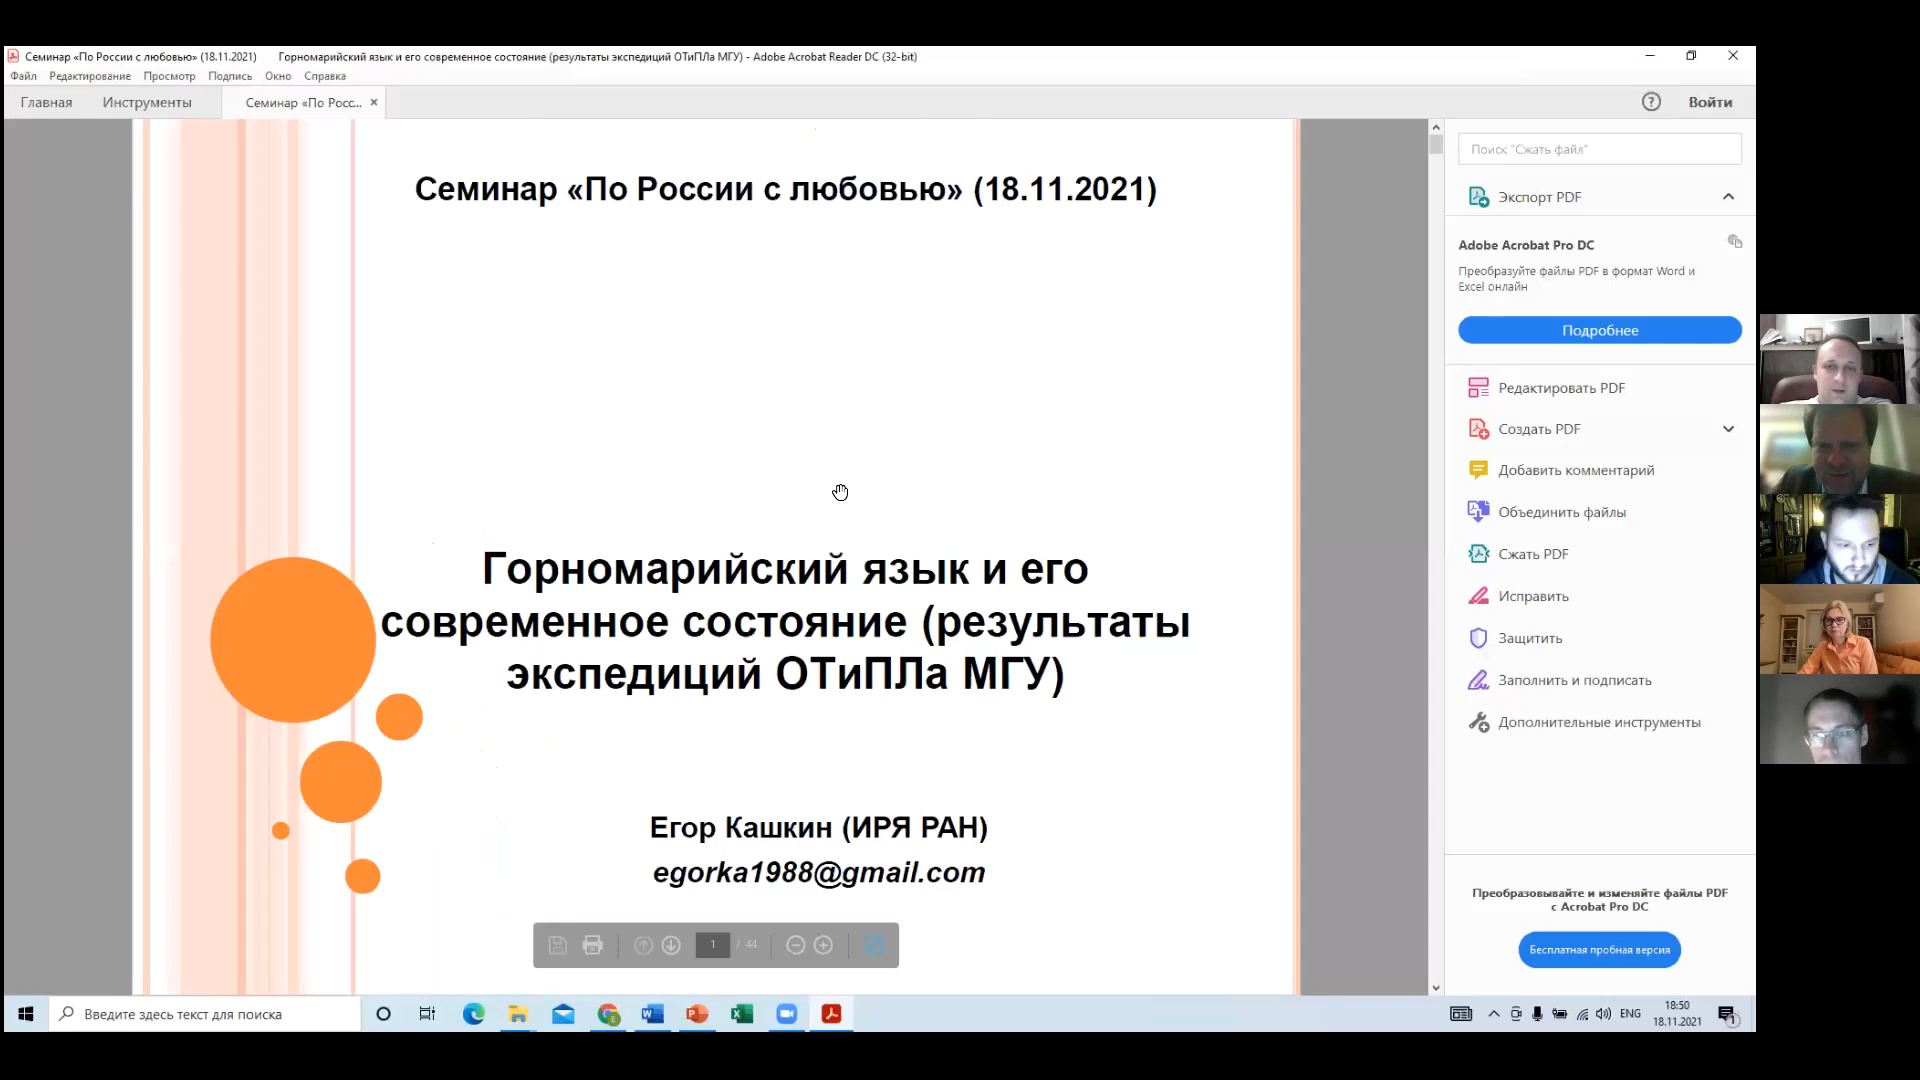 Семинар «По России с любовью» (18.11.2021) Горномарийский язык и его современное состояние (результаты экспедиций ОТиПЛа МГУ) - Adobe Acrobat Reader DC (32-bit)
Файл Редактирование Просмотр Подпись Окно Справка
Главная Инструменты Семинар «По Росс... × ? Войти
Семинар «По России с любовью» (18.11.2021)
Горномарийский язык и его
современное состояние (результаты
экспедиций ОТиПЛа МГУ)
Егор Кашкин (ИРЯ РАН)
egorka1988@gmail.com
1 / 44
Поиск "Сжать файл"
Экспорт PDF
Adobe Acrobat Pro DC
Преобразуйте файлы PDF в формат Word и
Excel онлайн
Подробнее
Редактировать PDF
Создать PDF
Добавить комментарий
Объединить файлы
Сжать PDF
Исправить
Защитить
Заполнить и подписать
Дополнительные инструменты
Преобразовывайте и изменяйте файлы PDF
с Acrobat Pro DC
Бесплатная пробная версия
Введите здесь текст для поиска
ENG
18:50
18.11.2021
1